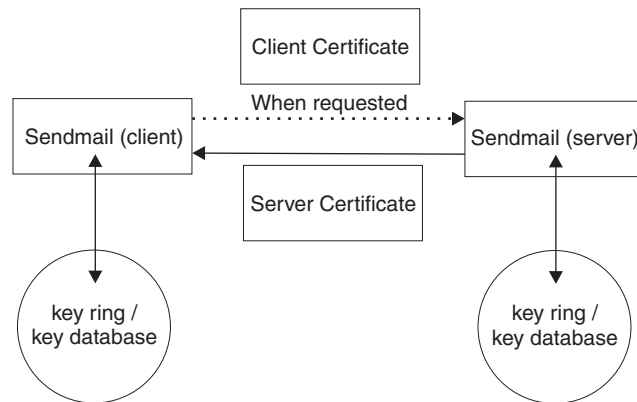 Client Certificate
When requested
Sendmail (client)
Sendmail (server)
Server Certificate
key ring /
key database
key ring /
key database